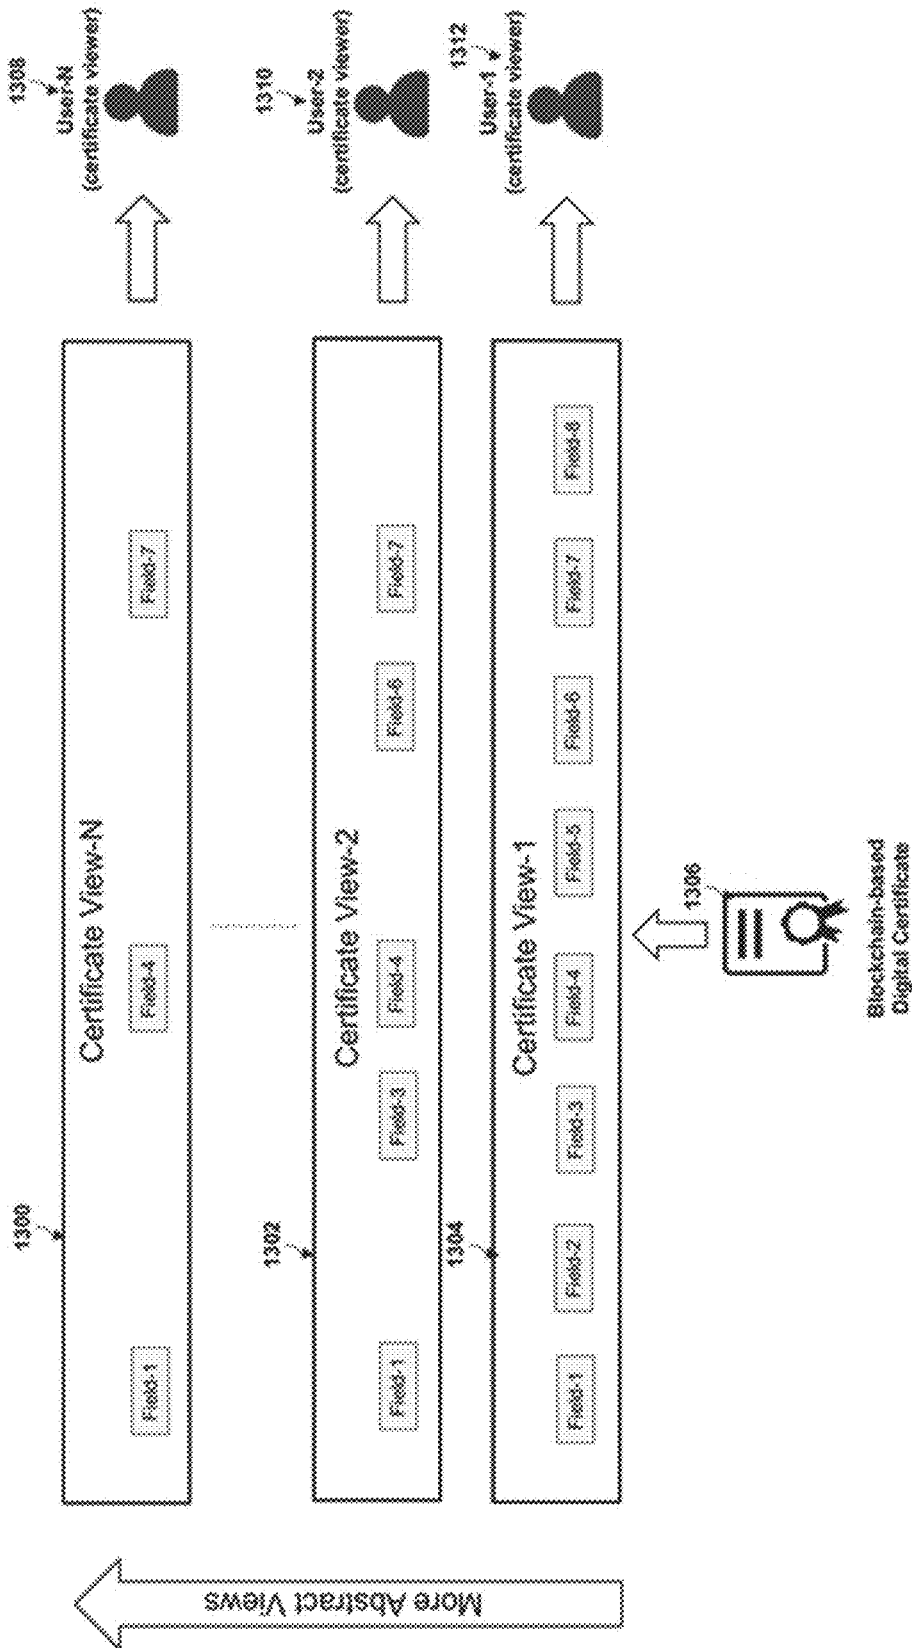 1308
User-N
(certificate viewer)
1300
Certificate View-N
Field-1
Field-4
Field-7
1310
User-2
(certificate viewer)
1302
Certificate View-2
Field-1
Field-3
Field-4
Field-6
Field-7
1312
User-1
(certificate viewer)
1304
Certificate View-1
Field-1
Field-2
Field-3
Field-4
Field-5
Field-6
Field-7
Field-8
1306
Blockchain-based
Digital Certificate
More Abstract Views